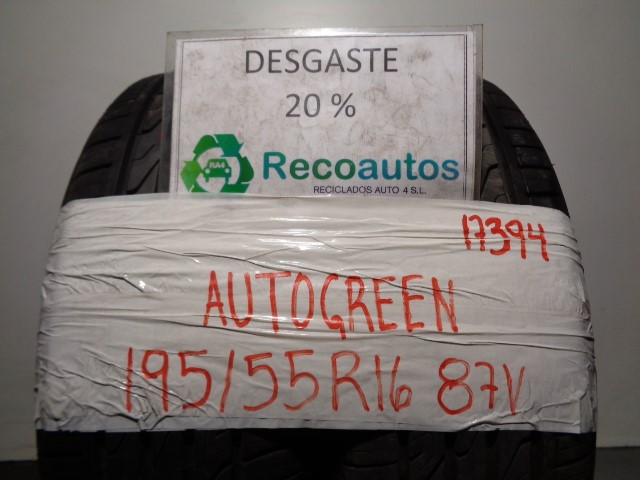 DESGASTE
20 %
RA4
Recoautos
RECICLADOS AUTO 4 S.L.
17394
AUTOGREEN
195/55R16 87V